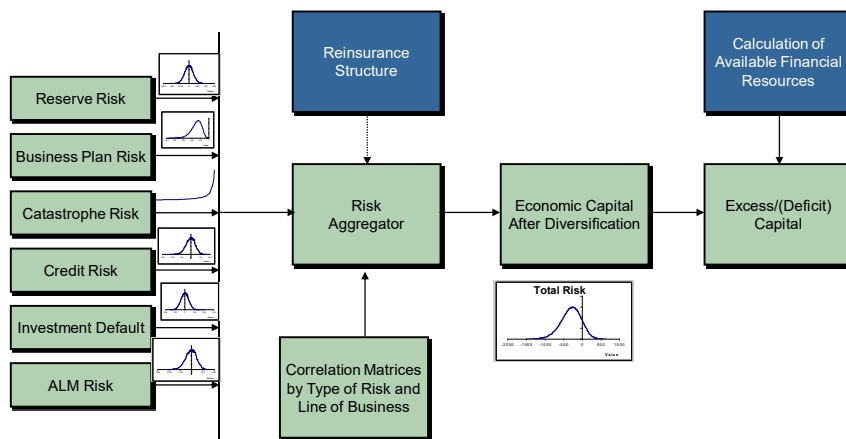 Reserve Risk
Business Plan Risk
Catastrophe Risk
Credit Risk
Investment Default
ALM Risk
Reinsurance
Structure
Risk
Aggregator
Correlation Matrices
by Type of Risk and
Line of Business
Economic Capital
After Diversification
Total Risk
-2000 -1500 -1000 -500 0 500 1000
Value
Calculation of
Available Financial
Resources
Excess/(Deficit)
Capital